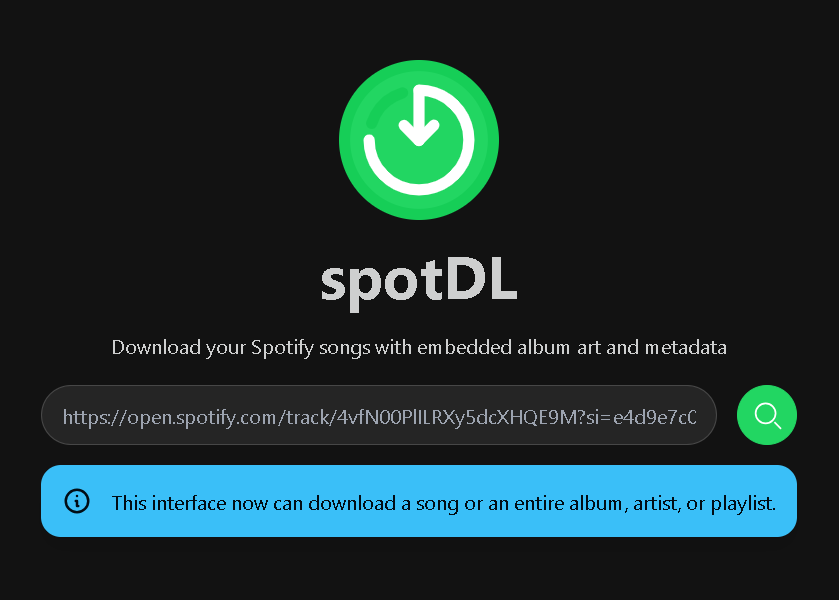 spotDL
Download your Spotify songs with embedded album art and metadata
https://open.spotify.com/track/4vfN00PlILRXy5dcXHQE9M?si=e4d9e7c0
This interface now can download a song or an entire album, artist, or playlist.